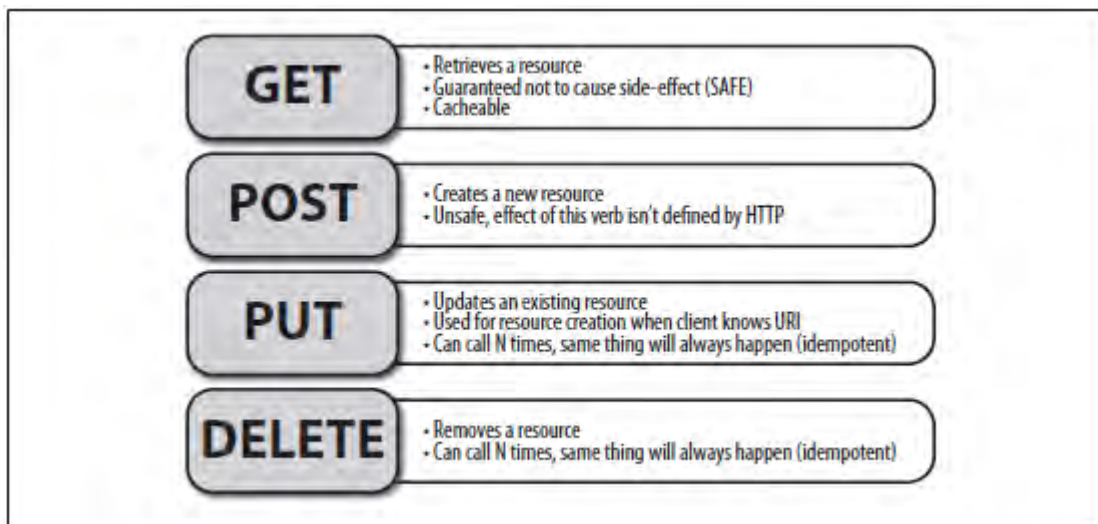 GET
• Retrieves a resource
• Guaranteed not to cause side-effect (SAFE)
• Cacheable
POST
• Creates a new resource
• Unsafe, effect of this verb isn't defined by HTTP
PUT
• Updates an existing resource
• Used for resource creation when client knows URI
• Can call N times, same thing will always happen (idempotent)
DELETE
• Removes a resource
• Can call N times, same thing will always happen (idempotent)